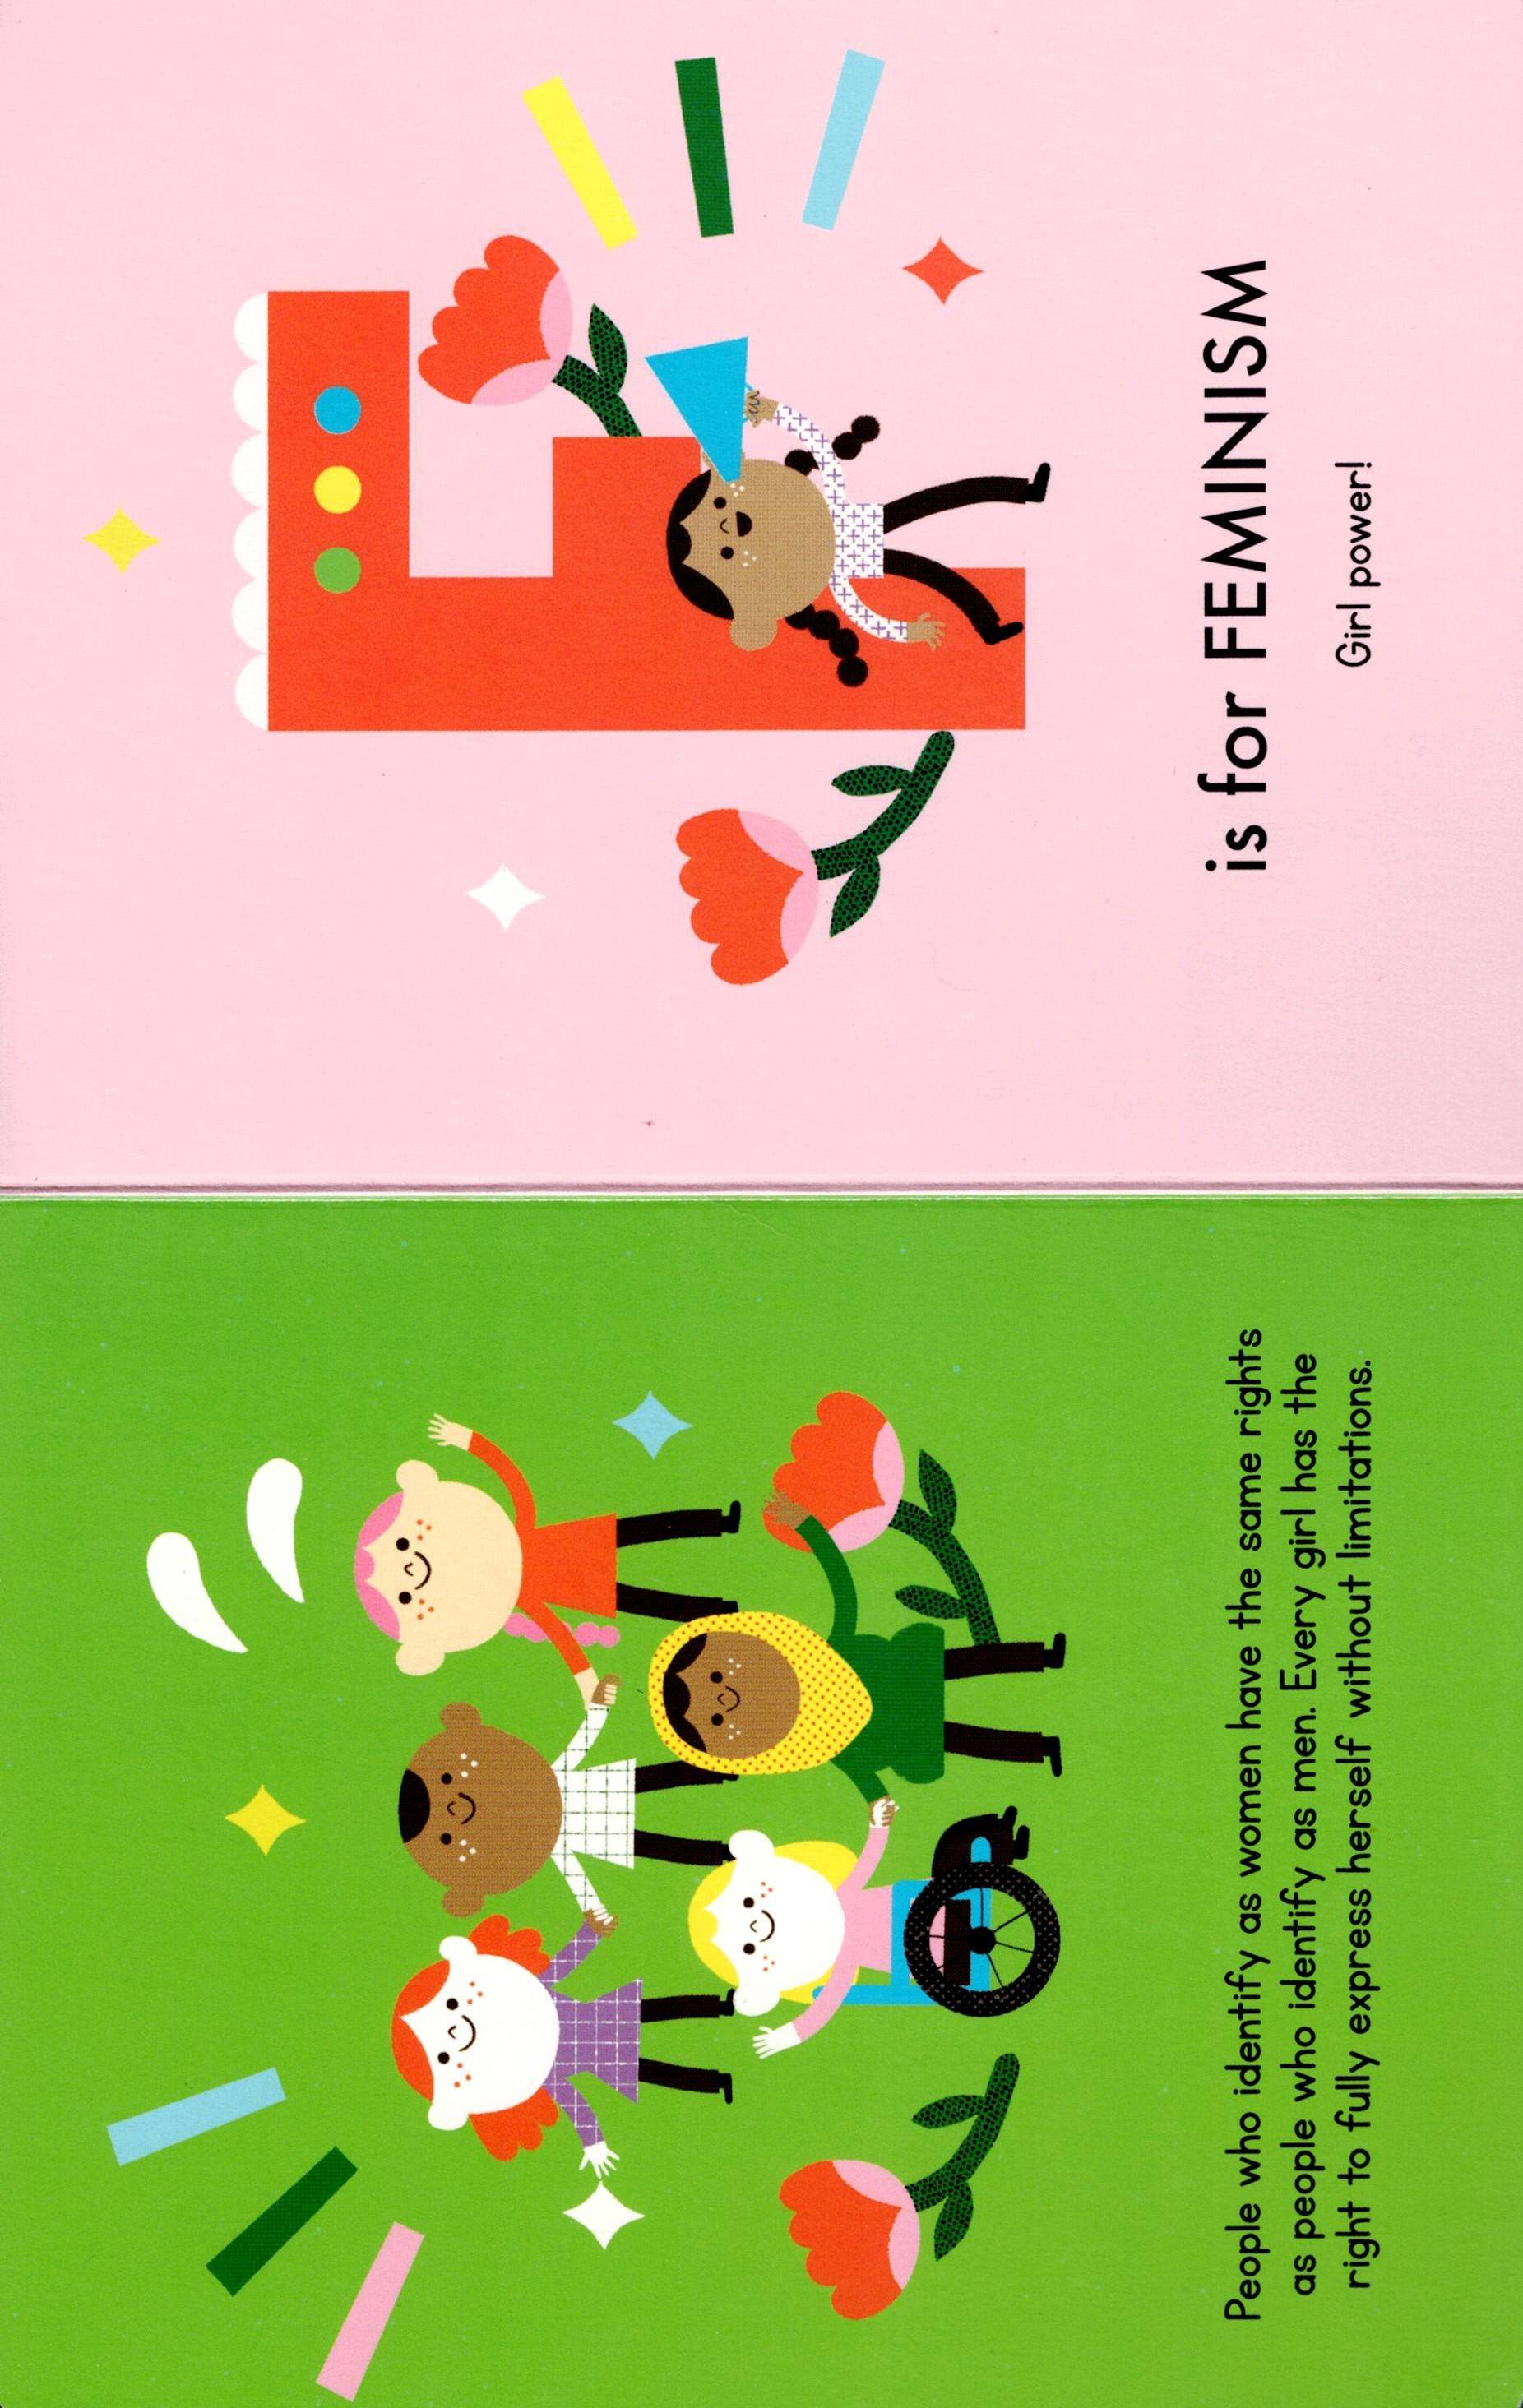 People who identify as women have the same rights
as people who identify as men. Every girl has the
right to fully express herself without limitations.
F
is for FEMINISM
Girl power!